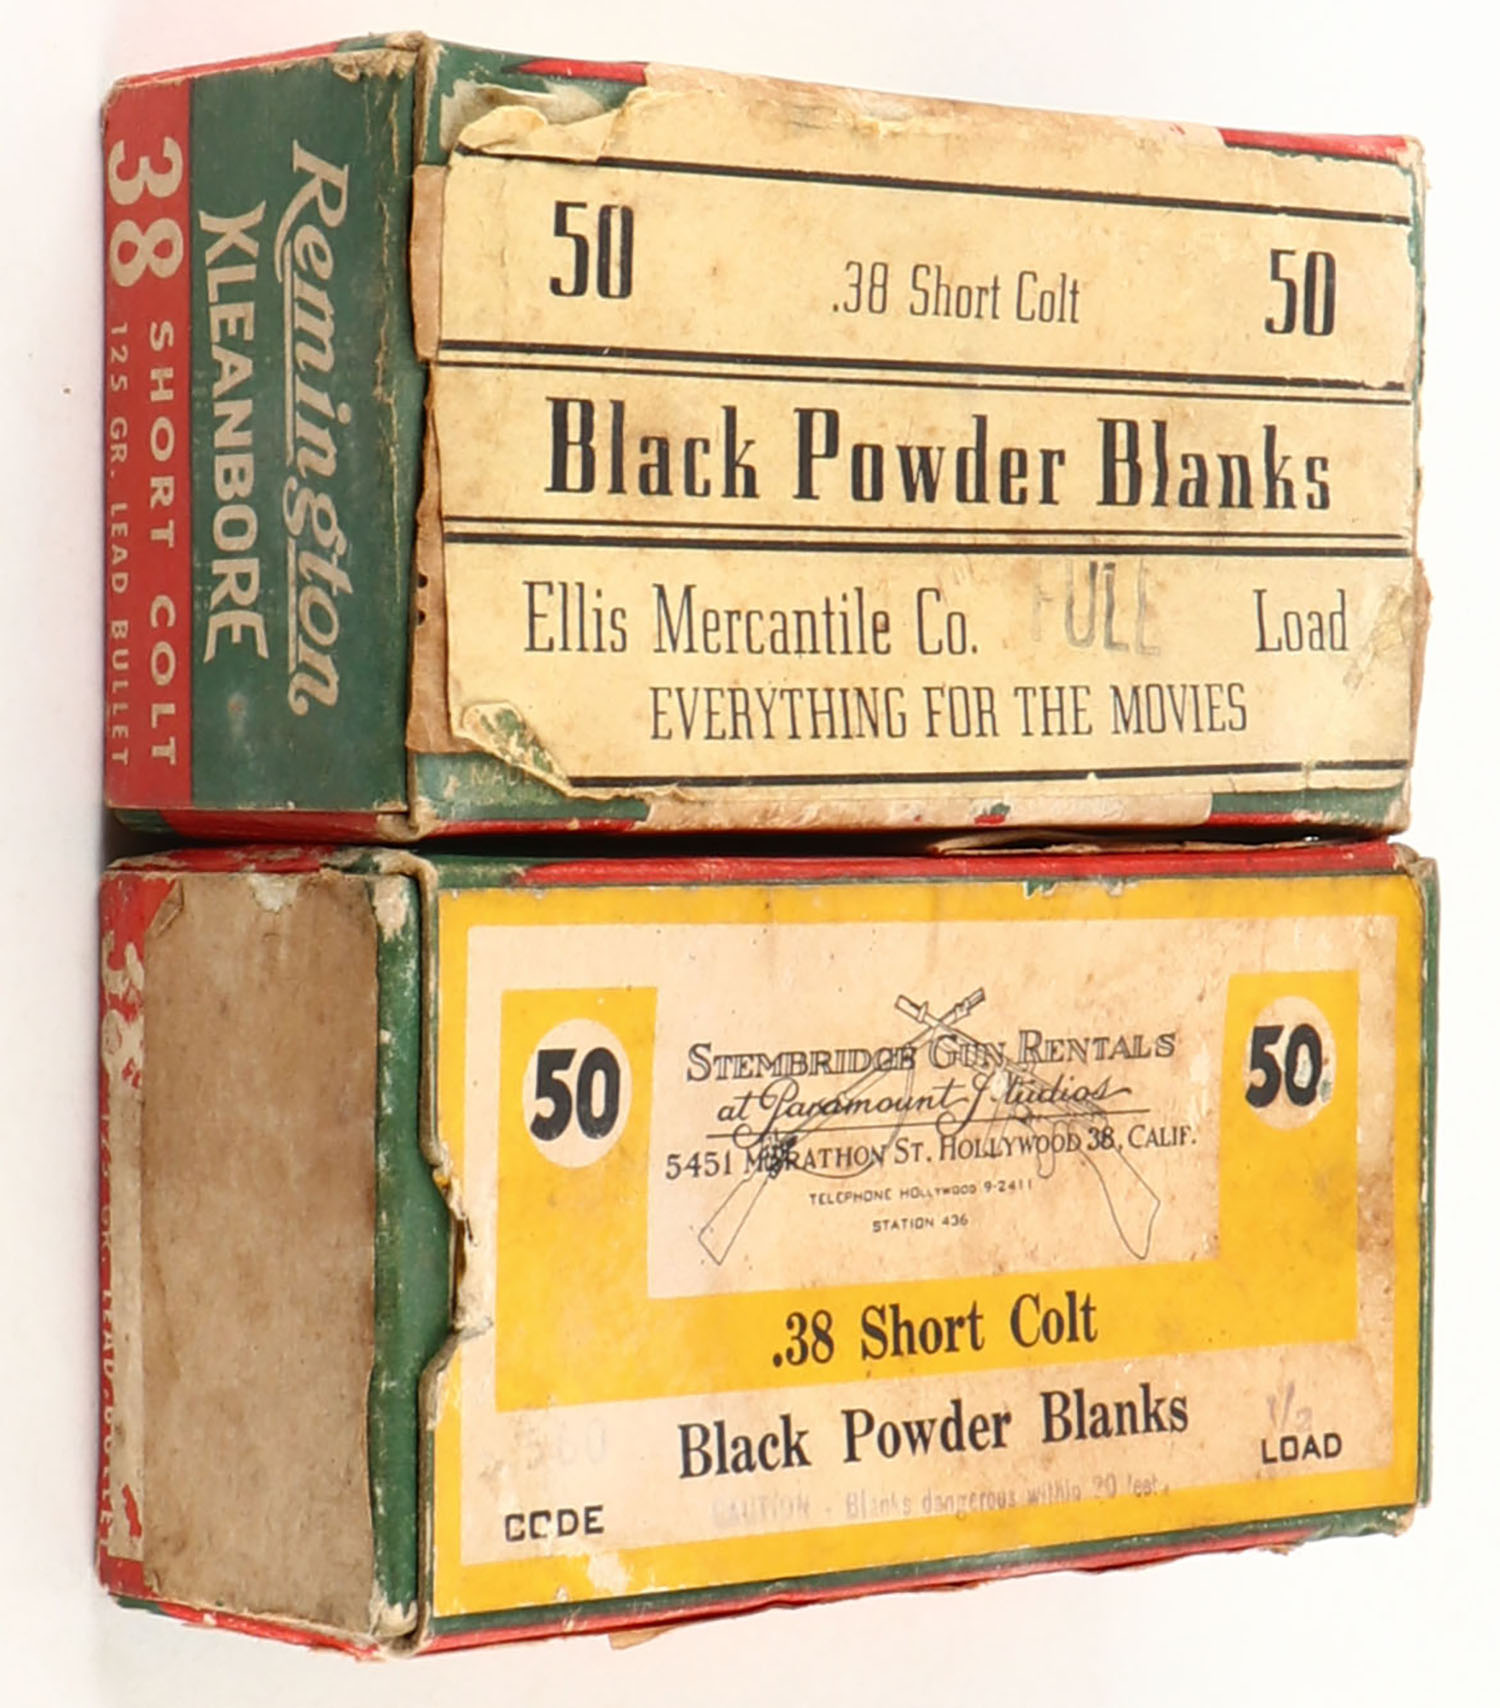 Remington
KLEANBORE
38 SHORT COLT
125 GR. LEAD BULLET
50 .38 Short Colt 50
Black Powder Blanks
Ellis Mercantile Co. FULL Load
EVERYTHING FOR THE MOVIES
50 50
STEMBRIDGE GUN RENTALS
at Paramount Studios
5451 MARATHON ST. HOLLYWOOD 38, CALIF.
TELEPHONE HOLLYWOOD 9-2411
STATION 436
.38 Short Colt
Black Powder Blanks
1/2
CODE LOAD
CAUTION - Blanks dangerous within 20 feet.